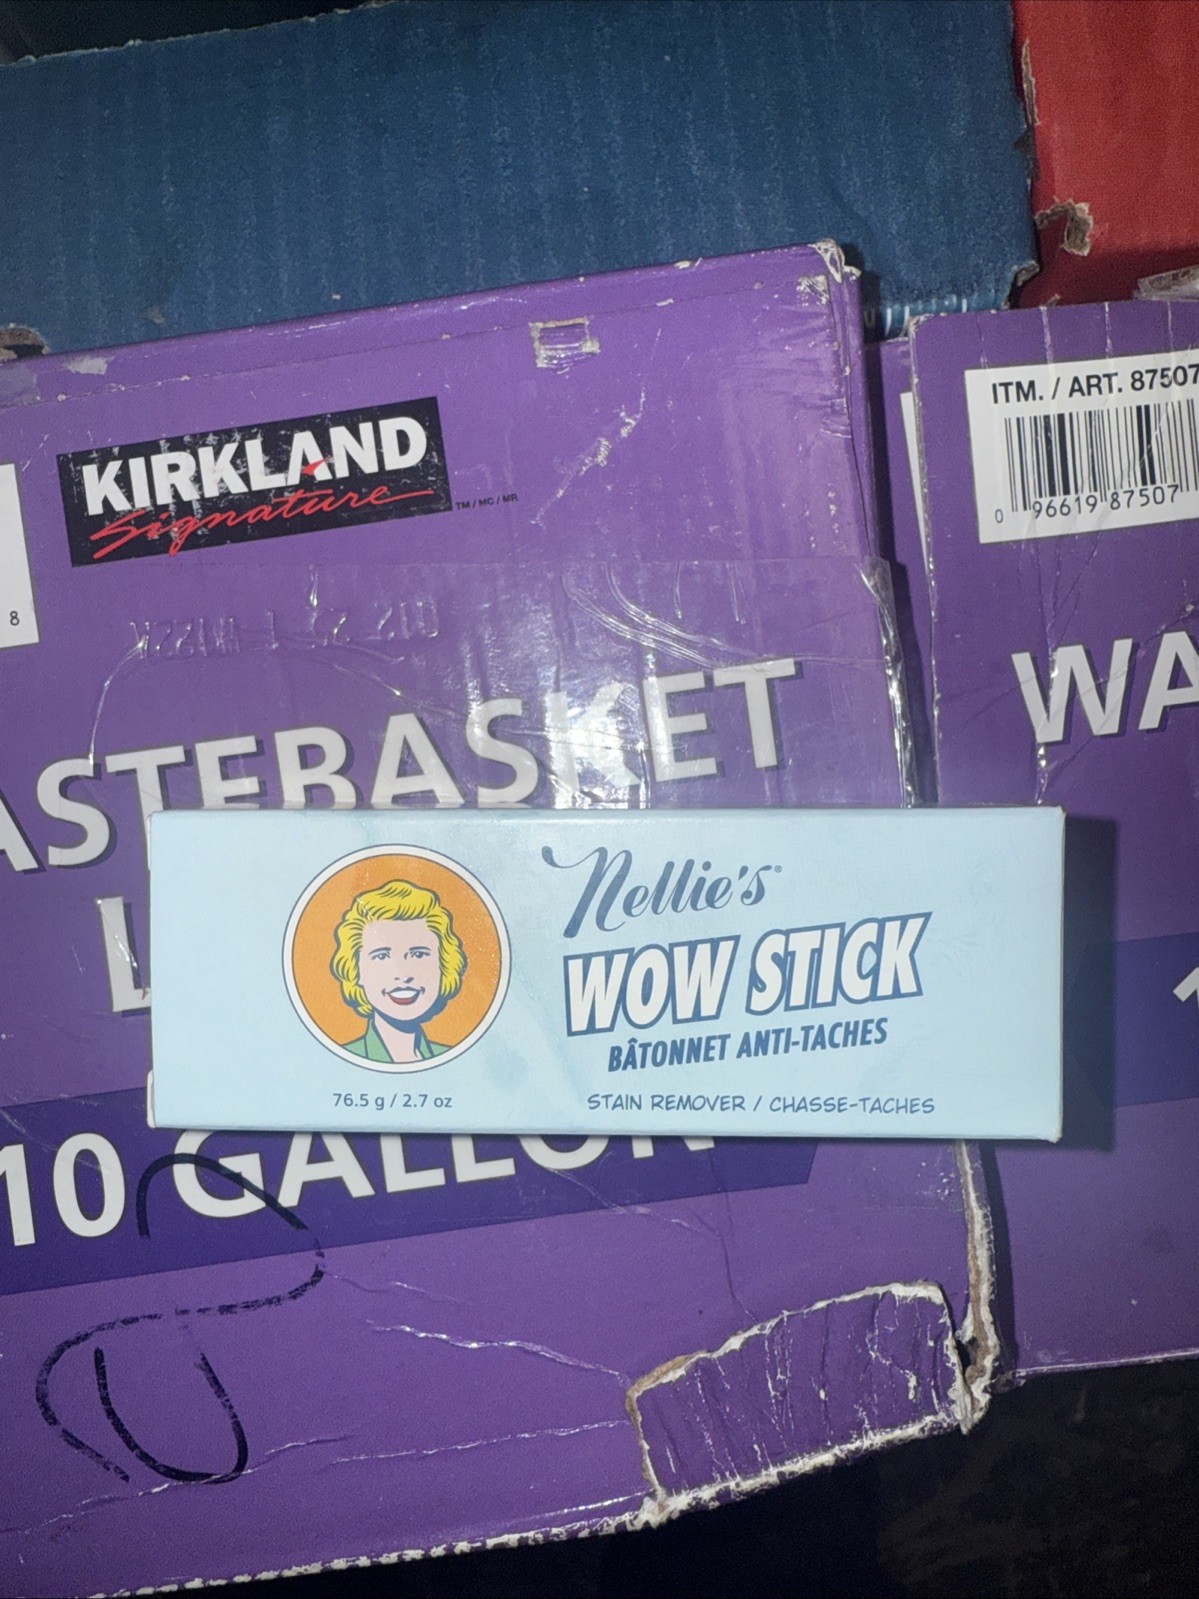 KIRKLAND
Signature
TM / MC / MR
8
ITM. / ART. 87507
0 96619 87507
ASTEBASKET
WA
L
Nellie's®
WOW STICK
BÂTONNET ANTI-TACHES
76.5 g / 2.7 oz
STAIN REMOVER / CHASSE-TACHES
10 GALLON
1